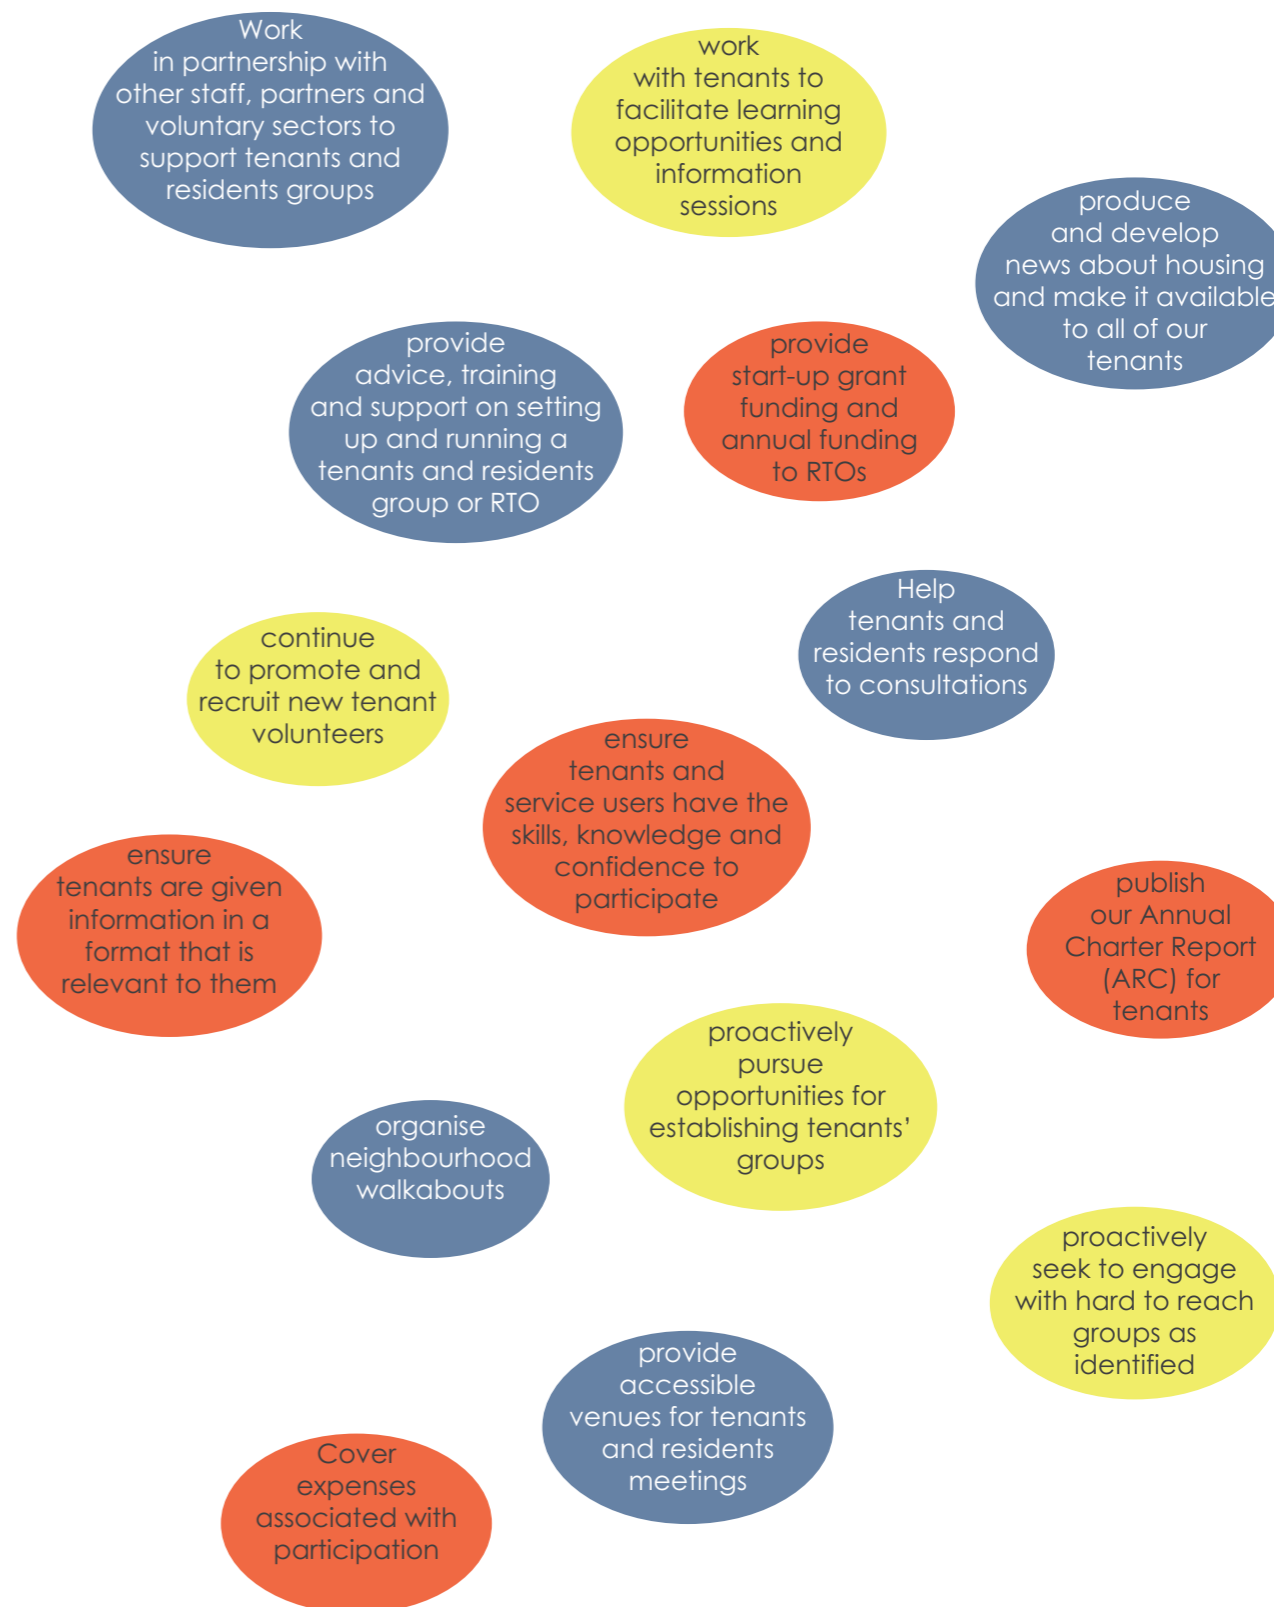 Work
in partnership with
other staff, partners and
voluntary sectors to
support tenants and
residents groups
work
with tenants to
facilitate learning
opportunities and
information
sessions
produce
and develop
news about housing
and make it available
to all of our
tenants
provide
advice, training
and support on setting
up and running a
tenants and residents
group or RTO
provide
start-up grant
funding and
annual funding
to RTOs
Help
tenants and
residents respond
to consultations
continue
to promote and
recruit new tenant
volunteers
ensure
tenants and
service users have the
skills, knowledge and
confidence to
participate
ensure
tenants are given
information in a
format that is
relevant to them
publish
our Annual
Charter Report
(ARC) for
tenants
proactively
pursue
opportunities for
establishing tenants’
groups
organise
neighbourhood
walkabouts
proactively
seek to engage
with hard to reach
groups as
identified
provide
accessible
venues for tenants
and residents
meetings
Cover
expenses
associated with
participation